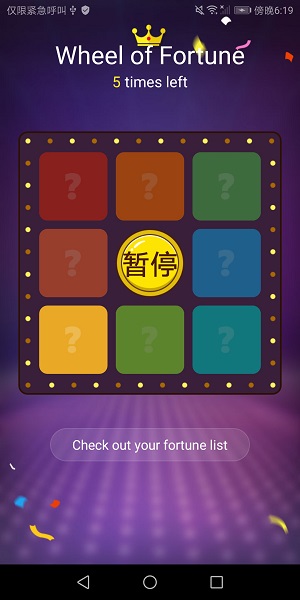 仅限紧急呼叫 傍晚6:19
Wheel of Fortune
5 times left
? ? ?
? 暂停 ?
? ? ?
Check out your fortune list